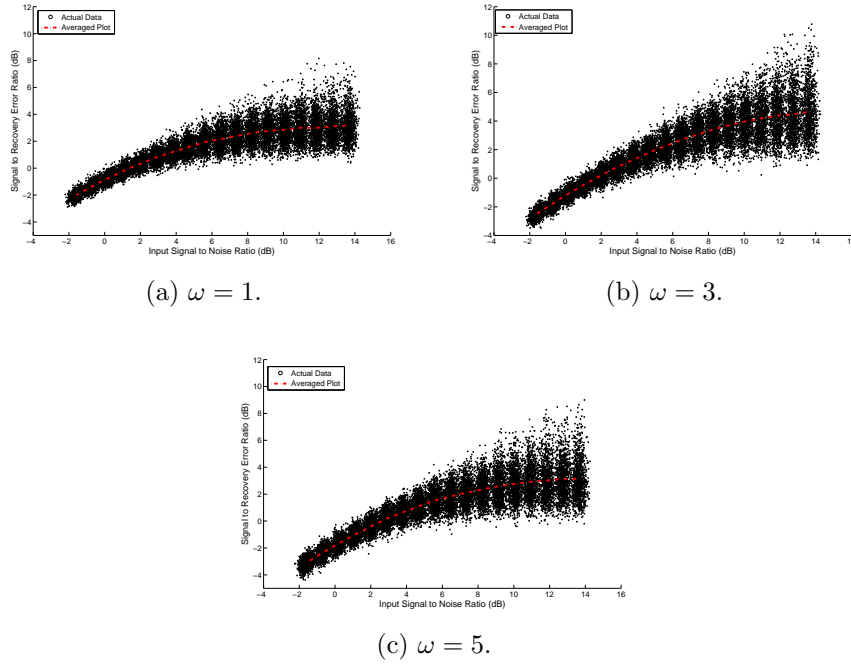 12
10
8
6
4
2
0
−2
−4
Signal to Recovery Error Ratio (dB)
Actual Data
Averaged Plot
−4 −2 0 2 4 6 8 10 12 14 16
Input Signal to Noise Ratio (dB)
(a) ω = 1.
12
10
8
6
4
2
0
−2
−4
Signal to Recovery Error Ratio (dB)
Actual Data
Averaged Plot
−4 −2 0 2 4 6 8 10 12 14 16
Input Signal to Noise Ratio (dB)
(b) ω = 3.
12
10
8
6
4
2
0
−2
−4
Signal to Recovery Error Ratio (dB)
Actual Data
Averaged Plot
−4 −2 0 2 4 6 8 10 12 14 16
Input Signal to Noise Ratio (dB)
(c) ω = 5.